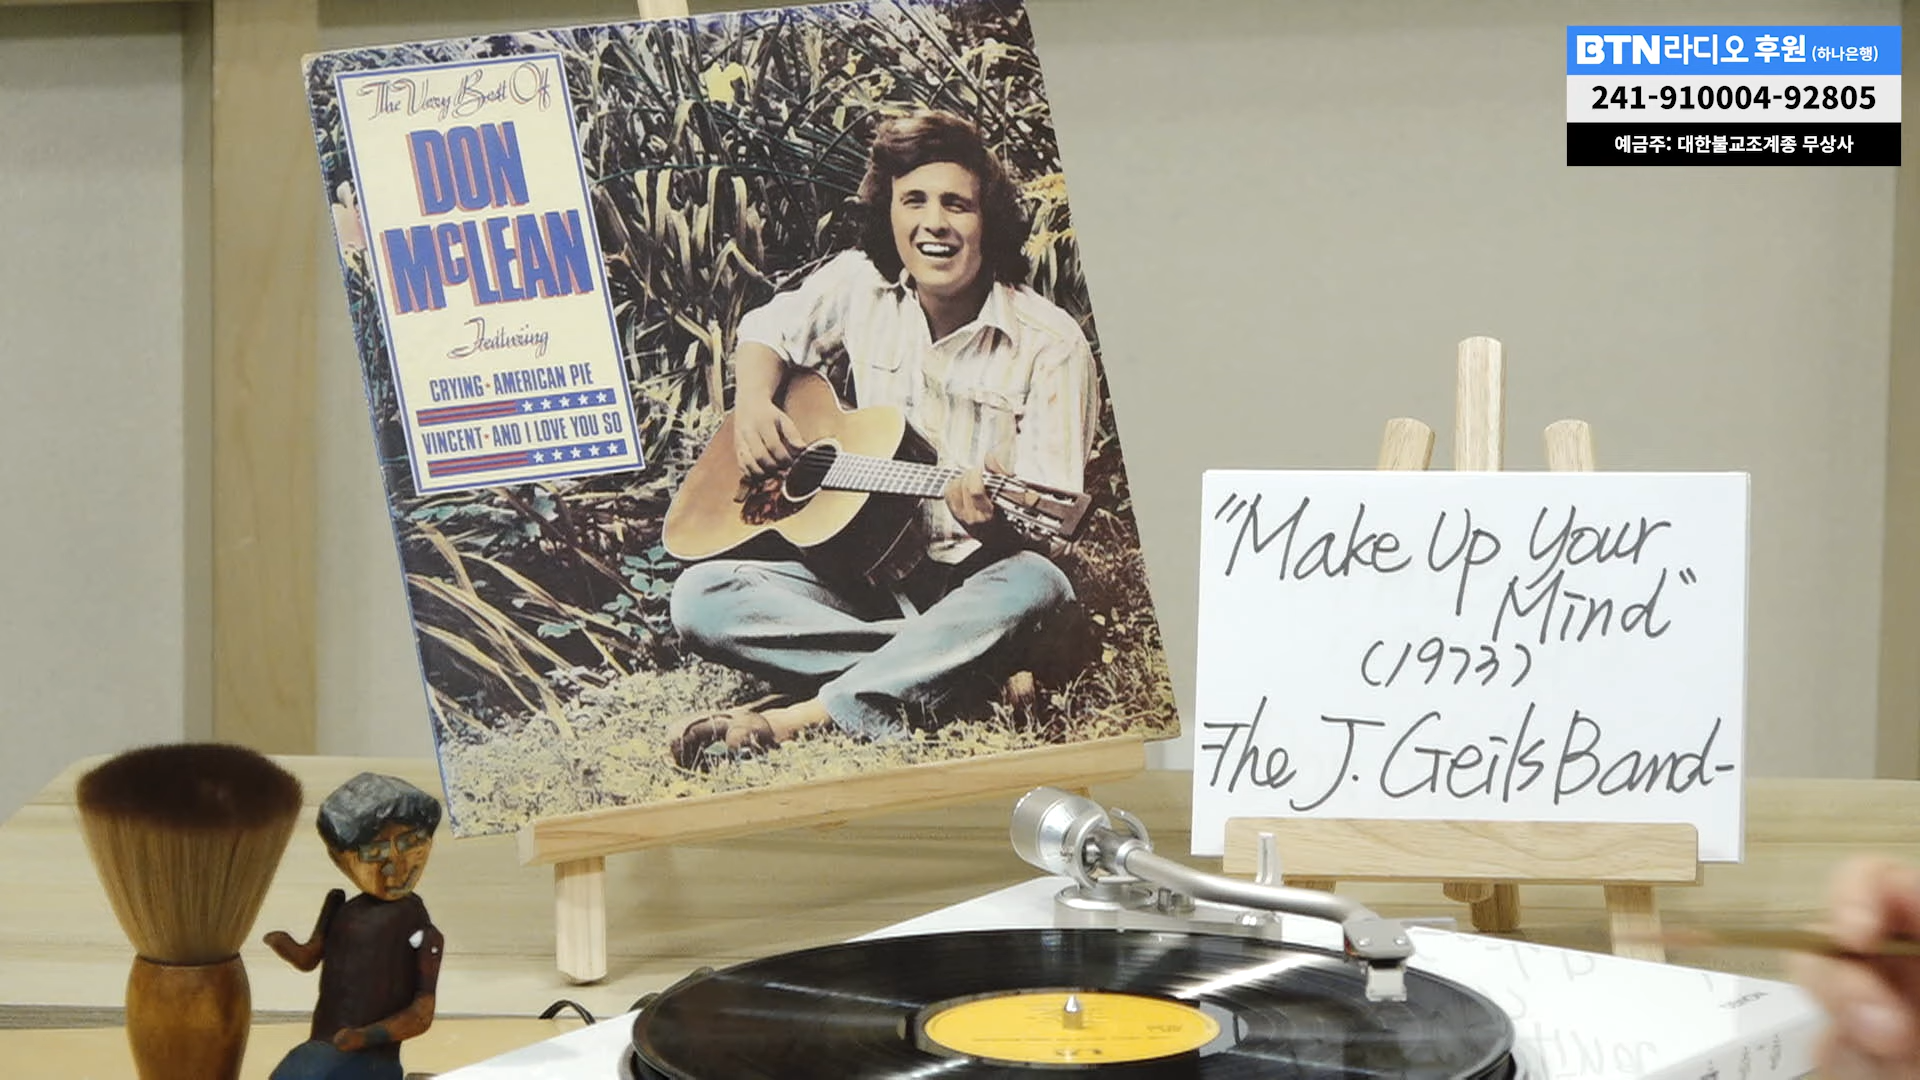 The Very Best Of
DON
McLEAN
Featuring
CRYING • AMERICAN PIE
VINCENT • AND I LOVE YOU SO
BTN라디오 후원 (하나은행)
241-910004-92805
예금주: 대한불교조계종 무상사
"Make Up Your
Mind"
(1973)
The J. Geils Band-
DENON